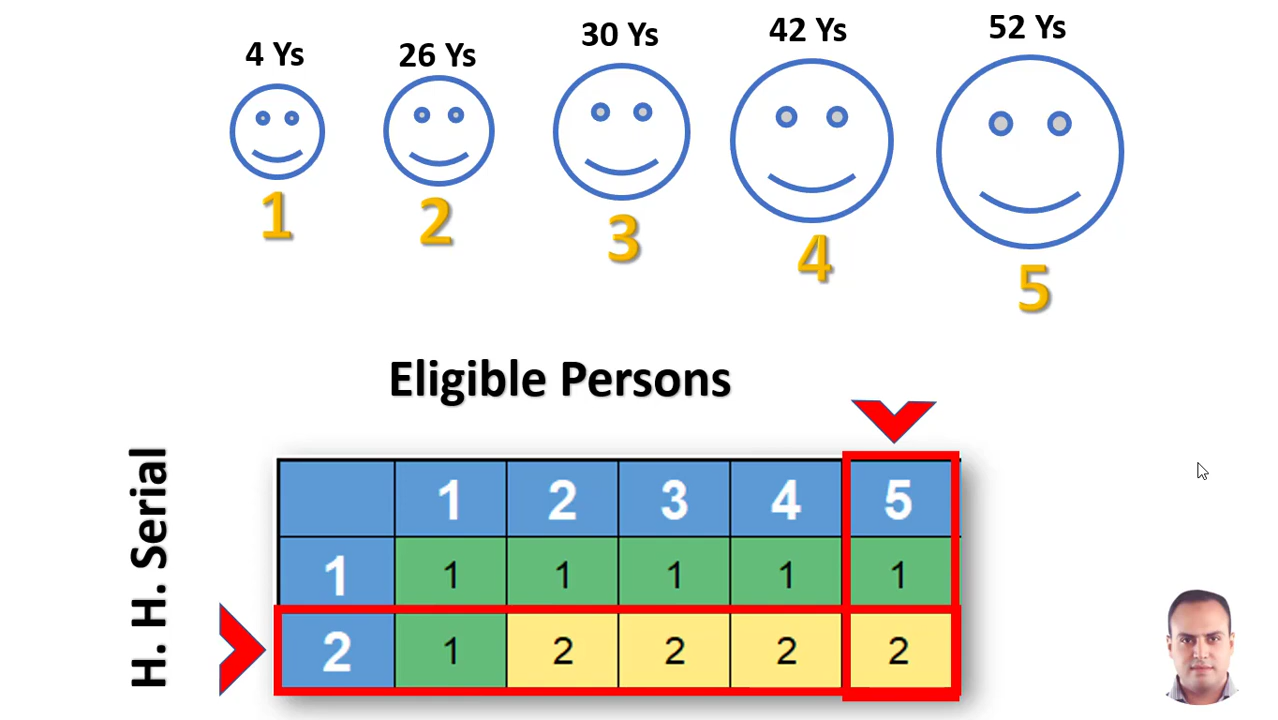 4 Ys 26 Ys 30 Ys 42 Ys 52 Ys
1 2 3 4 5
Eligible Persons
H. H. Serial
1 2 3 4 5
1 1 1 1 1 1
2 1 2 2 2 2